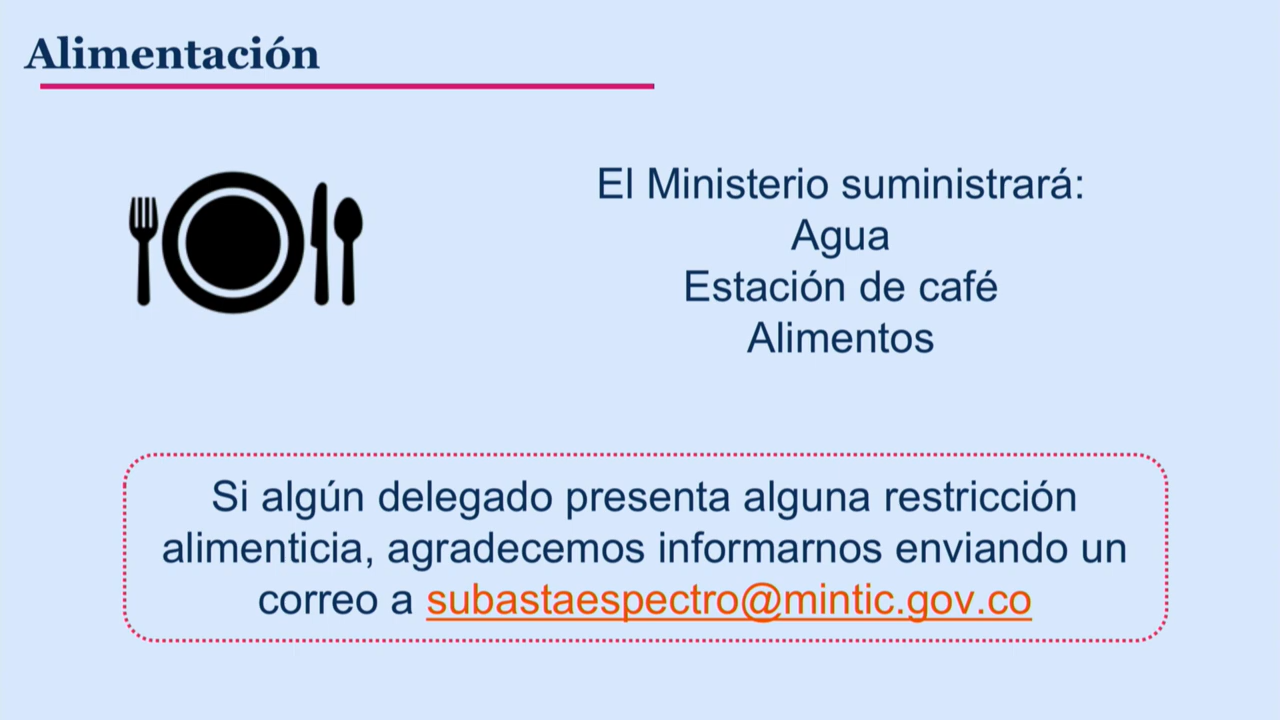 Alimentación
El Ministerio suministrará:
Agua
Estación de café
Alimentos
Si algún delegado presenta alguna restricción
alimenticia, agradecemos informarnos enviando un
correo a subastaespectro@mintic.gov.co